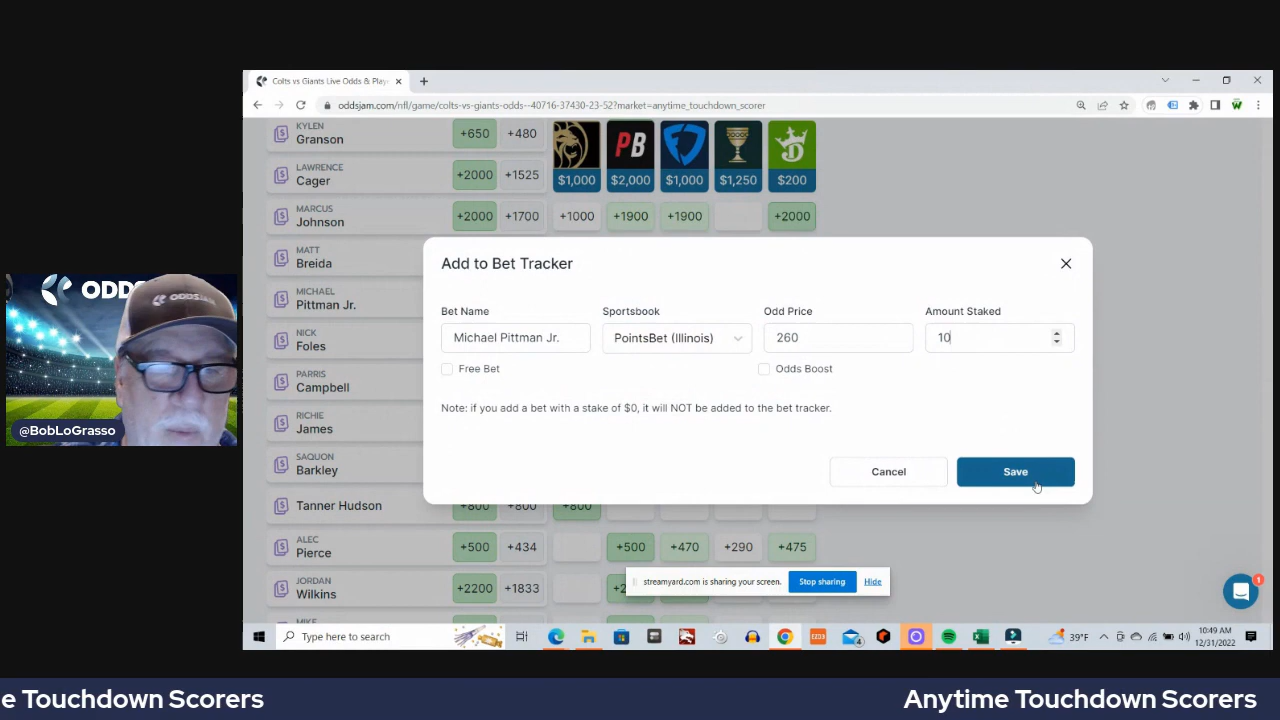 Colts vs Giants Live Odds & Play
oddsjam.com/nfl/game/colts-vs-giants-odds--40716-37430-23-52?market=anytime_touchdown_scorer
KYLEN
Granson
+650 +480
PB
$1,000 $2,000 $1,000 $1,250 $200
LAWRENCE
Cager
+2000 +1525
MARCUS
Johnson
+2000 +1700 +1000 +1900 +1900 +2000
MATT
Breida
MICHAEL
Pittman Jr.
NICK
Foles
PARRIS
Campbell
RICHIE
James
SAQUON
Barkley
Tanner Hudson
+800 +800 +800
ALEC
Pierce
+500 +434 +500 +470 +290 +475
JORDAN
Wilkins
+2200 +1833
Add to Bet Tracker
Bet Name Sportsbook Odd Price Amount Staked
Michael Pittman Jr. PointsBet (Illinois) 260 10
Free Bet Odds Boost
Note: if you add a bet with a stake of $0, it will NOT be added to the bet tracker.
Cancel Save
streamyard.com is sharing your screen. Stop sharing Hide
1
ODDS
ODDSJAM
@BobLoGrasso
Type here to search
4
39°F
10:49 AM
12/31/2022
e Touchdown Scorers
Anytime Touchdown Scorers